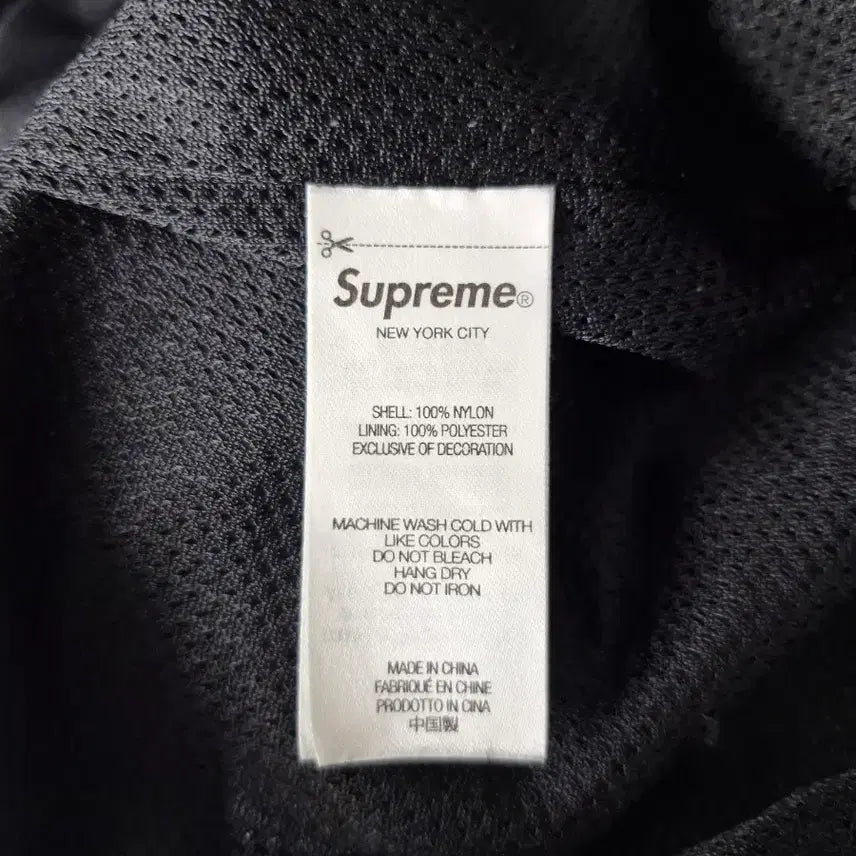 Supreme®
NEW YORK CITY
SHELL: 100% NYLON
LINING: 100% POLYESTER
EXCLUSIVE OF DECORATION
MACHINE WASH COLD WITH
LIKE COLORS
DO NOT BLEACH
HANG DRY
DO NOT IRON
MADE IN CHINA
FABRIQUÉ EN CHINE
PRODOTTO IN CINA
中国製